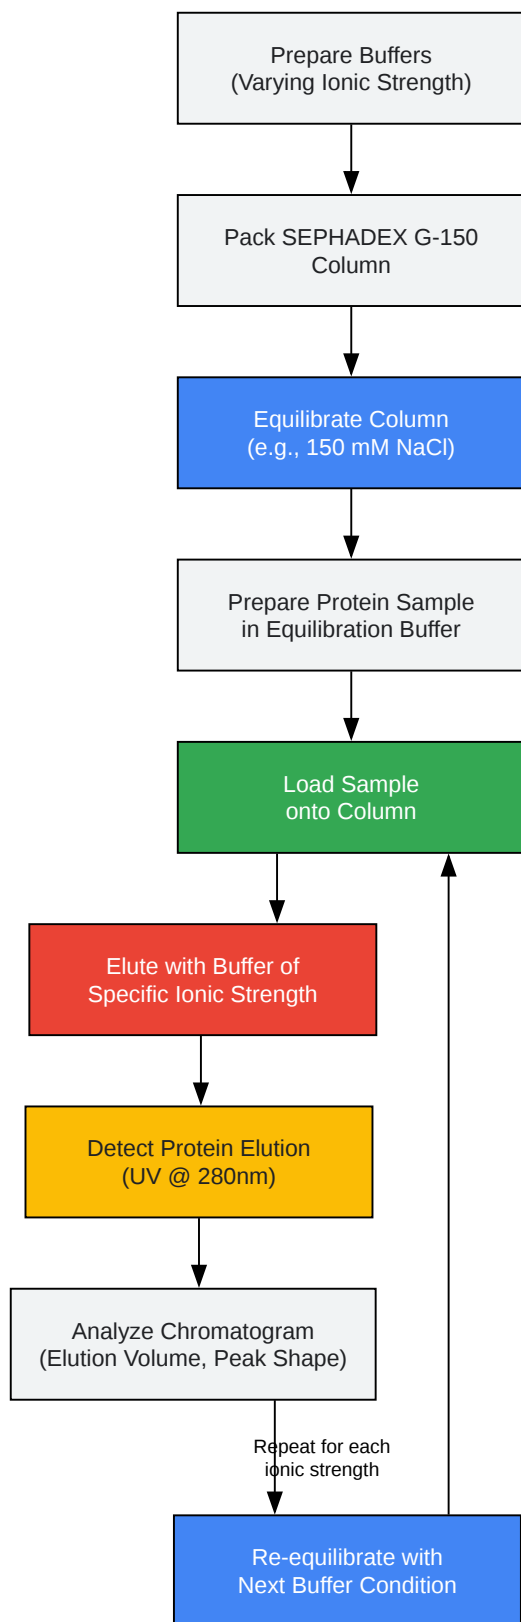 Prepare Buffers
(Varying Ionic Strength)
Pack SEPHADEX G-150
Column
Equilibrate Column
(e.g., 150 mM NaCl)
Prepare Protein Sample
in Equilibration Buffer
Load Sample
onto Column
Elute with Buffer of
Specific Ionic Strength
Detect Protein Elution
(UV @ 280nm)
Analyze Chromatogram
(Elution Volume, Peak Shape)
Repeat for each
ionic strength
Re-equilibrate with
Next Buffer Condition